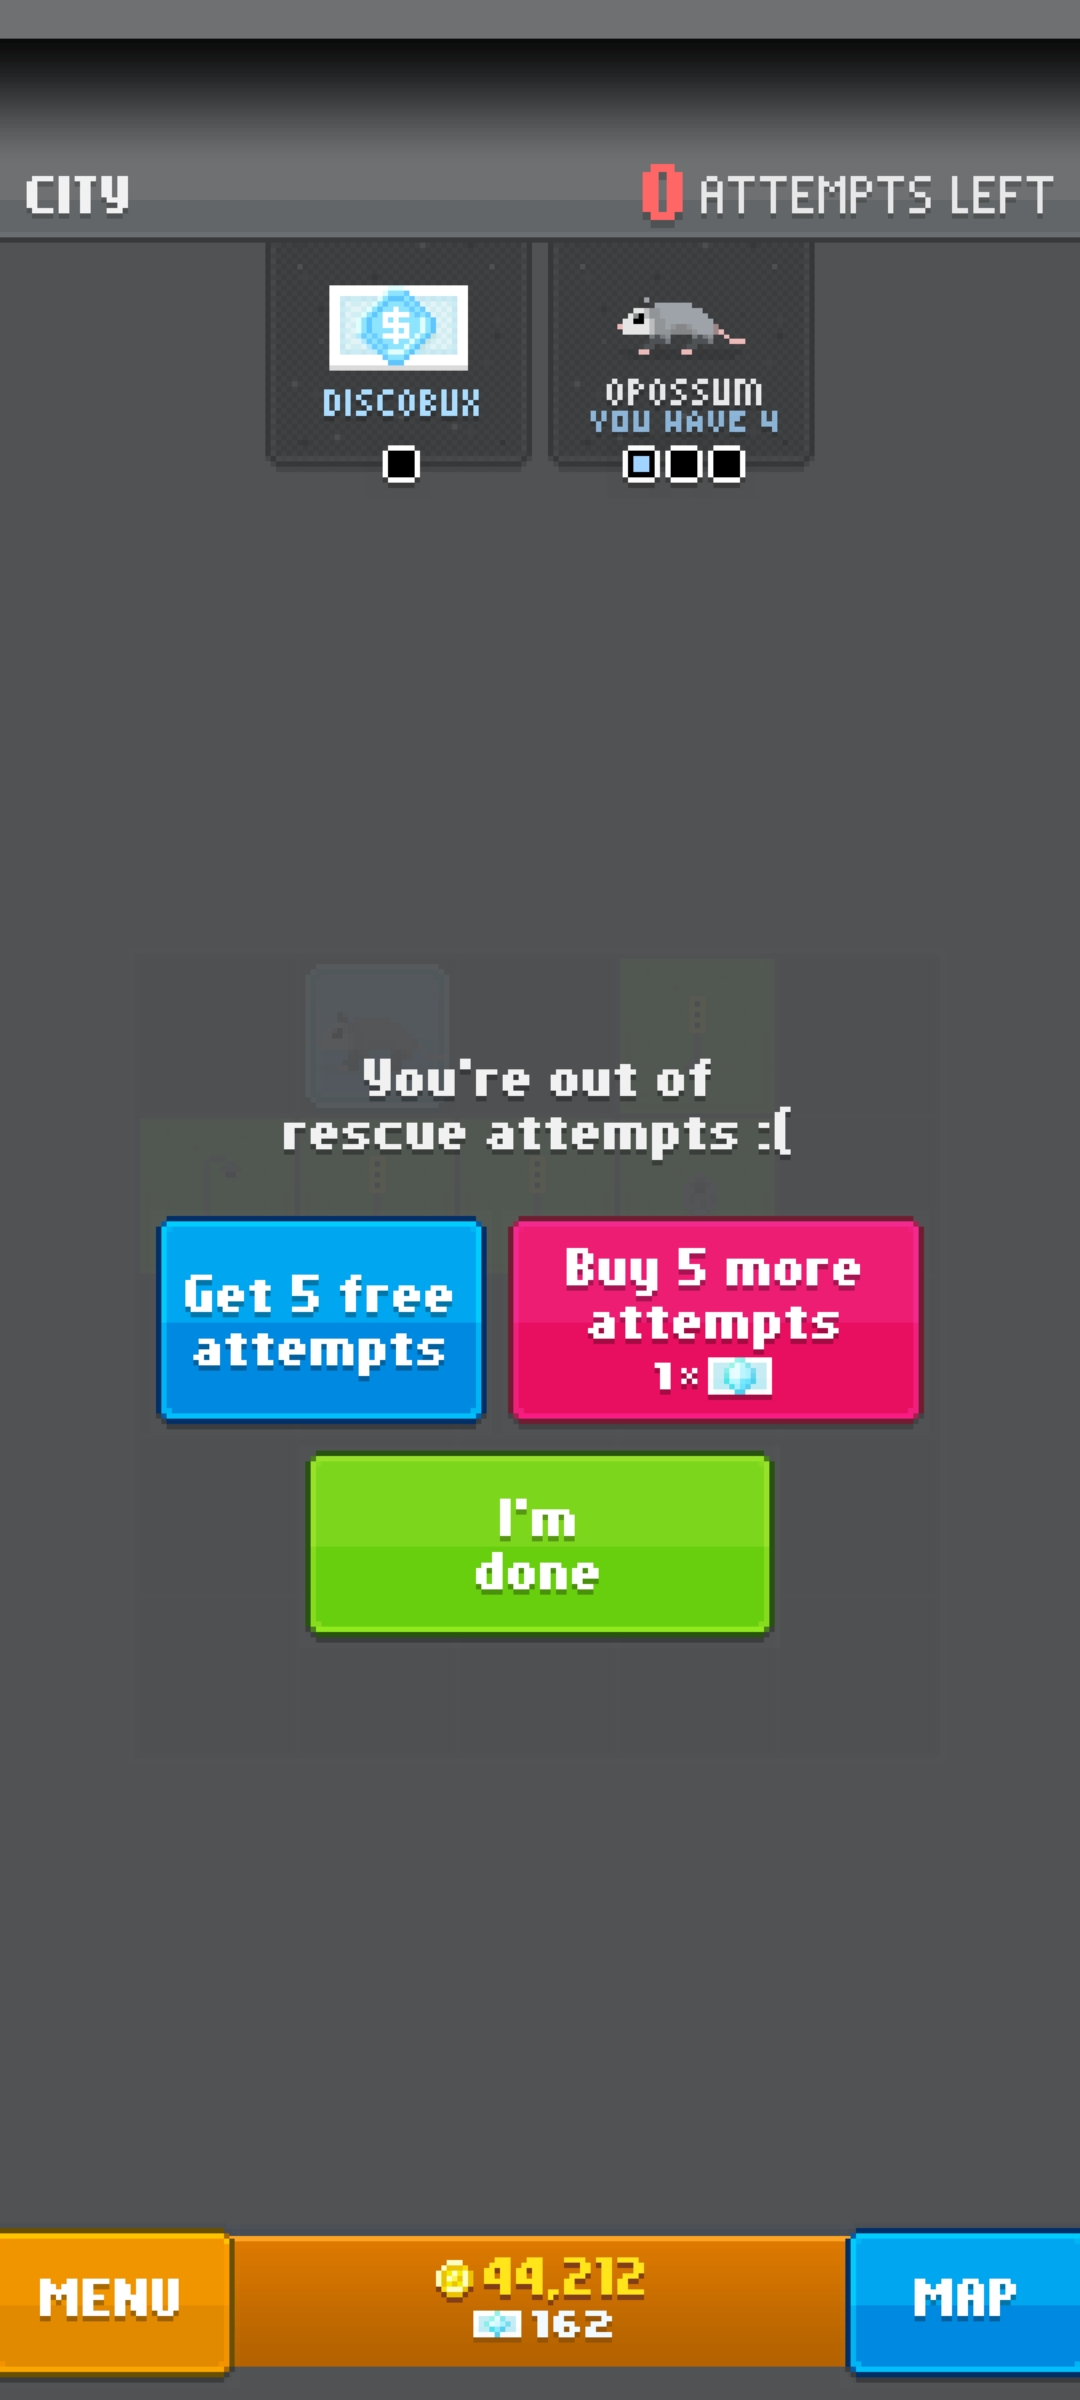 CITY
0 ATTEMPTS LEFT
$
DISCOBUX
OPOSSUM
YOU HAVE 4
You're out of
rescue attempts :(
Get 5 free
attempts
Buy 5 more
attempts
1×
I'm
done
MENU
44,212
162
MAP